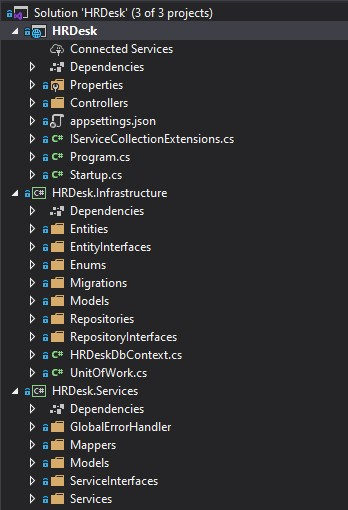 Solution 'HRDesk' (3 of 3 projects)
HRDesk
Connected Services
Dependencies
Properties
Controllers
appsettings.json
C# IServiceCollectionExtensions.cs
C# Program.cs
C# Startup.cs
C# HRDesk.Infrastructure
Dependencies
Entities
EntityInterfaces
Enums
Migrations
Models
Repositories
RepositoryInterfaces
C# HRDeskDbContext.cs
C# UnitOfWork.cs
C# HRDesk.Services
Dependencies
GlobalErrorHandler
Mappers
Models
ServiceInterfaces
Services